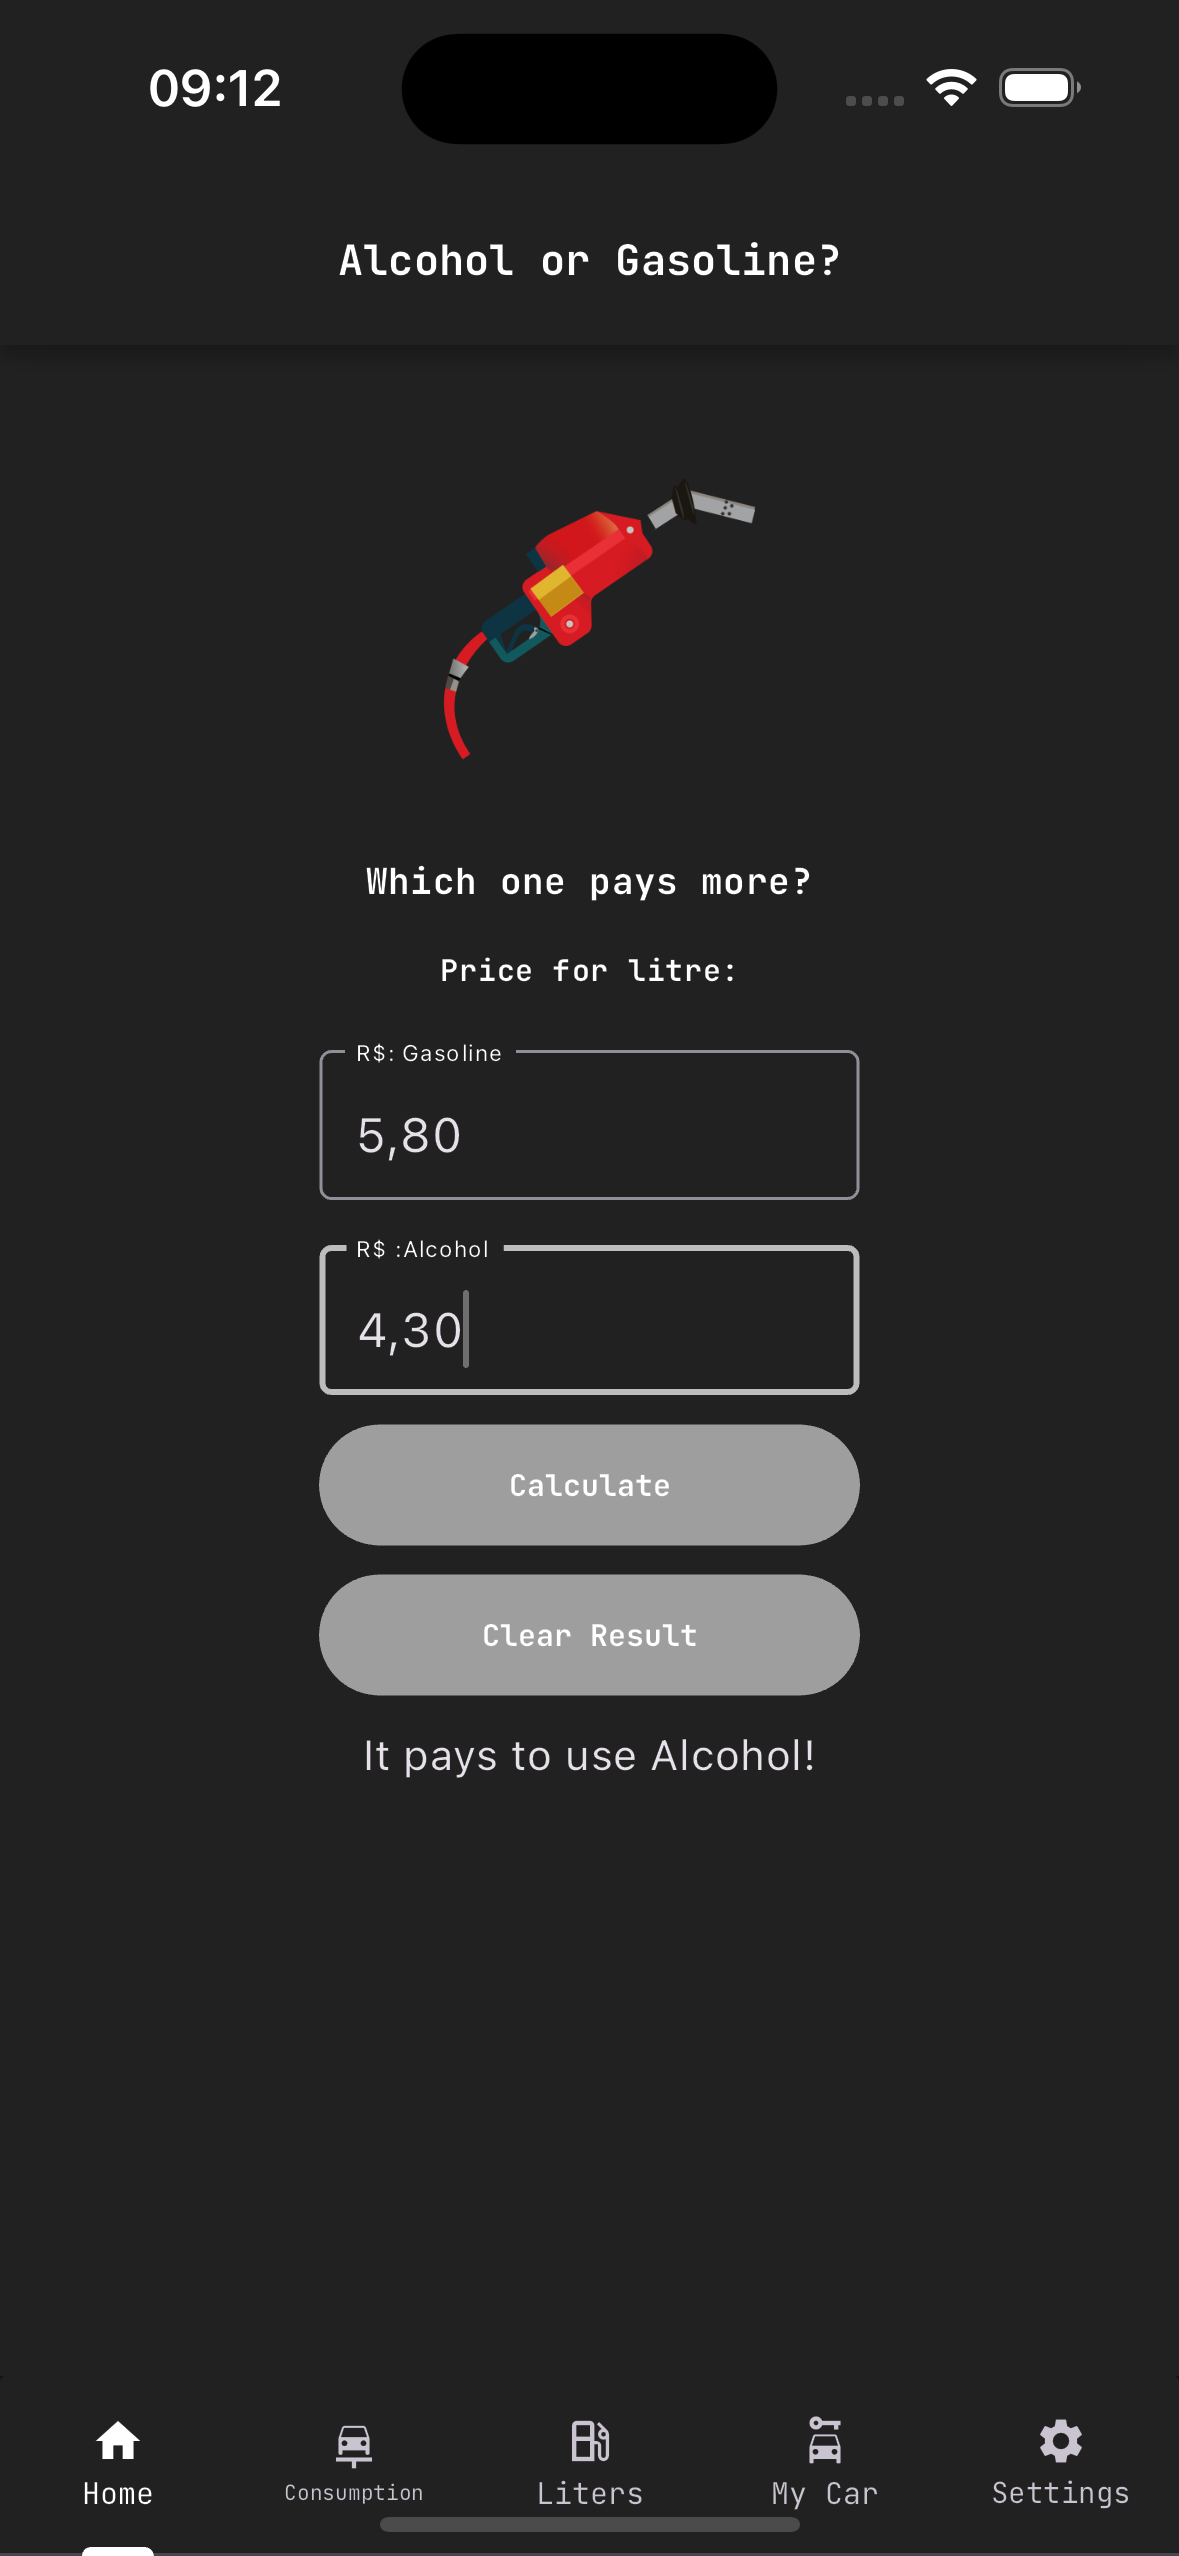 09:12
Alcohol or Gasoline?
Which one pays more?
Price for litre:
R$: Gasoline
5,80
R$ :Alcohol
4,30
Calculate
Clear Result
It pays to use Alcohol!
Home
Consumption
Liters
My Car
Settings